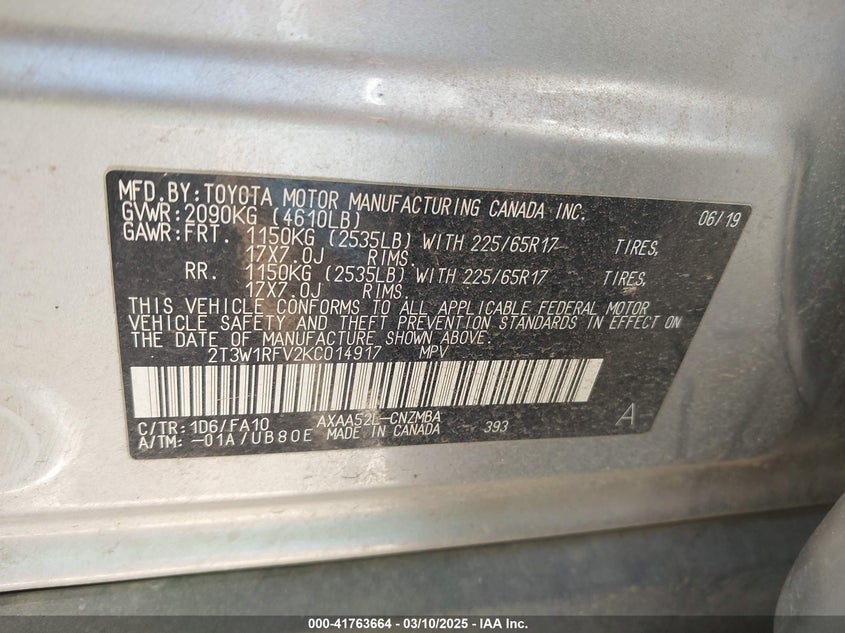 MFD.BY:TOYOTA MOTOR MANUFACTURING CANADA INC. 06/19
GVWR:2090KG (4610LB)
GAWR:FRT. 1150KG (2535LB) WITH 225/65R17 TIRES,
17X7.0J RIMS.
RR. 1150KG (2535LB) WITH 225/65R17 TIRES,
17X7.0J RIMS.
THIS VEHICLE CONFORMS TO ALL APPLICABLE FEDERAL MOTOR
VEHICLE SAFETY AND THEFT PREVENTION STANDARDS IN EFFECT ON
THE DATE OF MANUFACTURE SHOWN ABOVE.
2T3W1RFV2KC014917 MPV
C/TR:1D6/FA10 AXAA52L-CNZMBA
A/TM:-01A/UB80E MADE IN CANADA 393 A
000-41763664 - 03/10/2025 - IAA Inc.